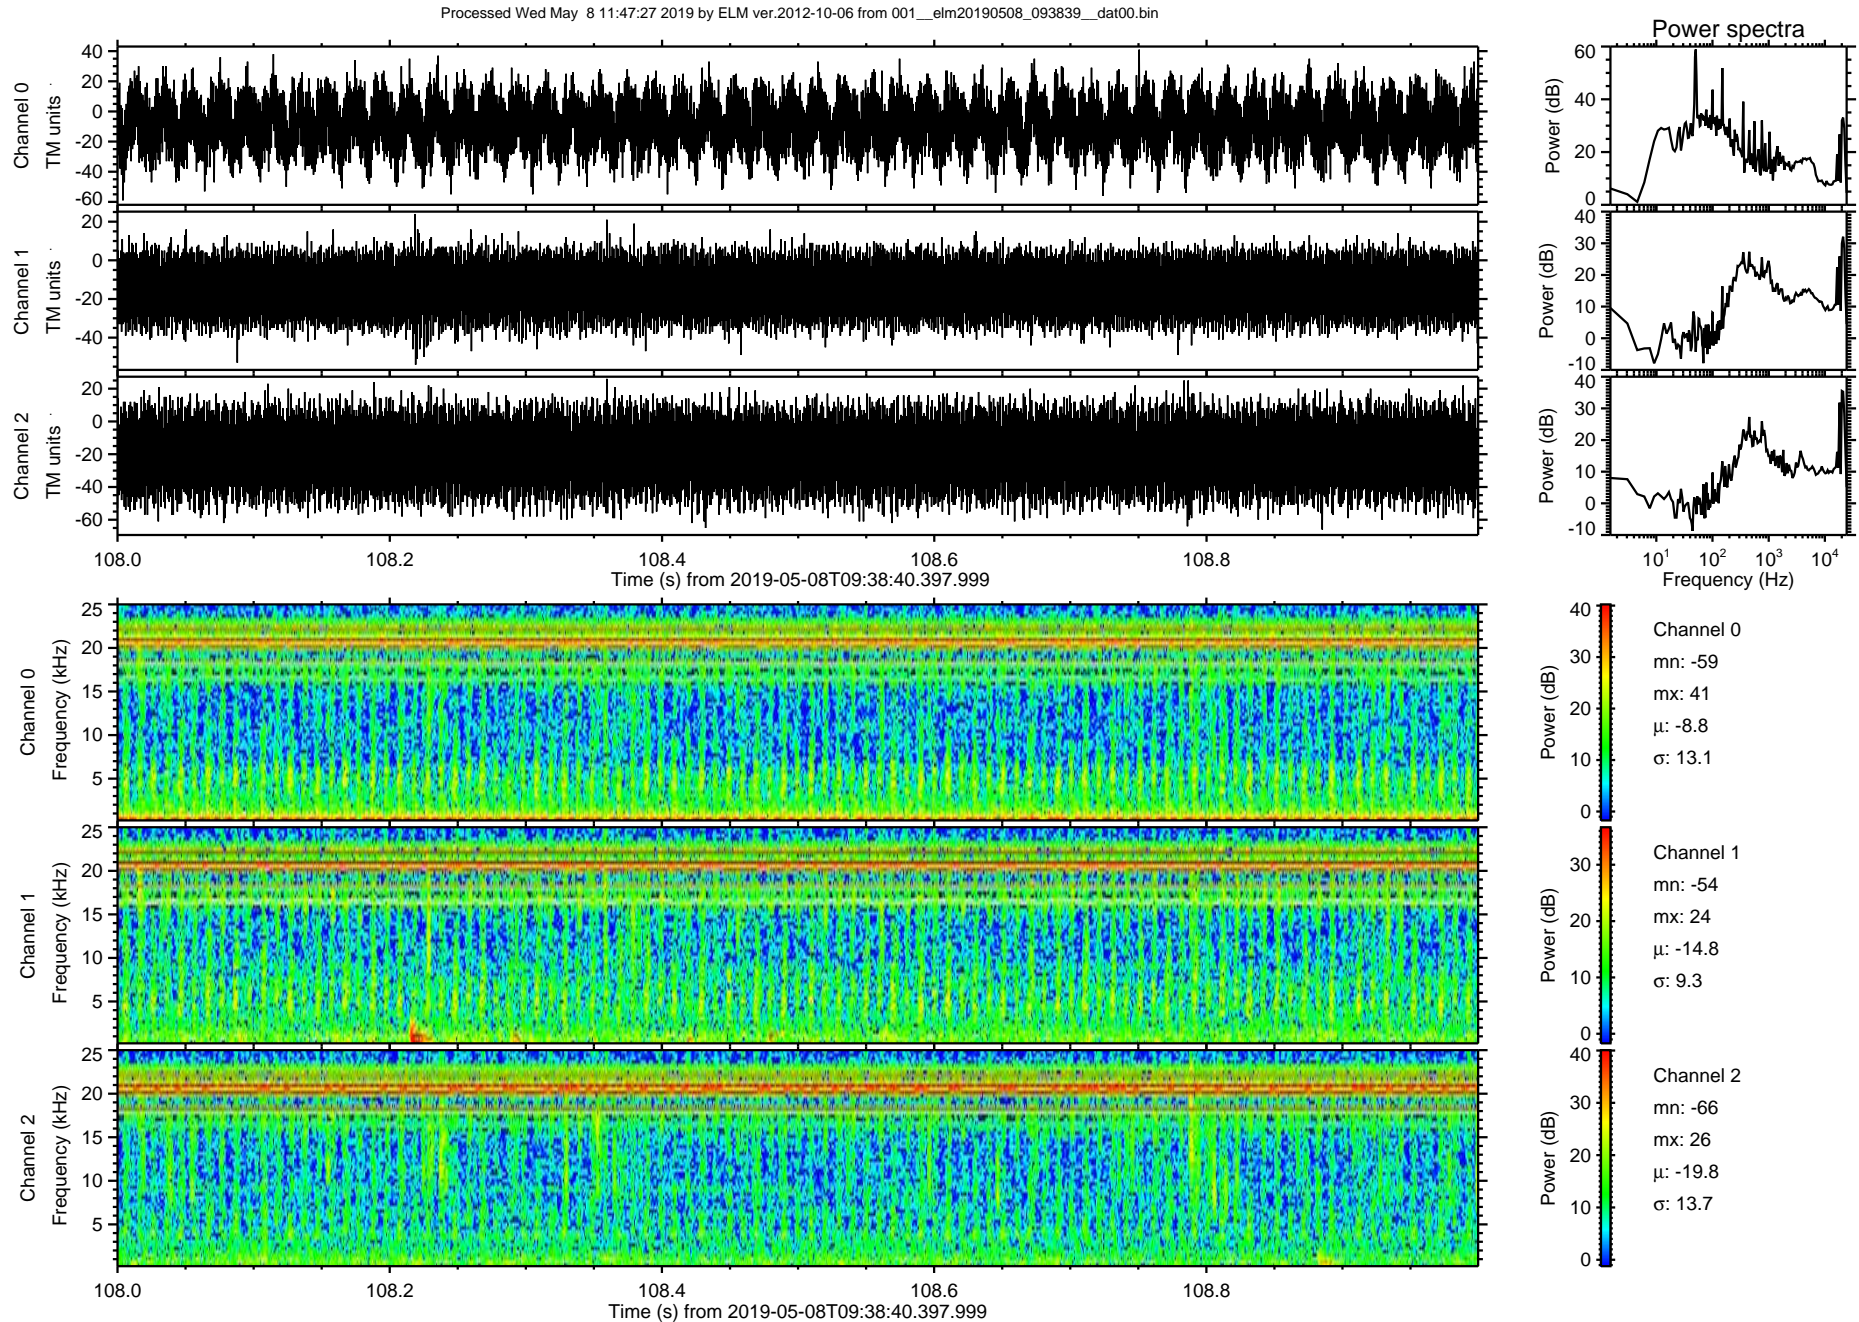 Processed Wed May  8 11:47:27 2019 by ELM ver.2012-10-06 from 001__elm20190508_093839__dat00.bin
Power spectra
Channel 0
TM units
40
20
0
-20
-40
-60
Power (dB)
60
40
20
0
Channel 1
TM units
20
0
-20
-40
Power (dB)
40
30
20
10
0
-10
Channel 2
TM units
20
0
-20
-40
-60
Power (dB)
40
30
20
10
0
-10
108.0 108.2 108.4 108.6 108.8
Time (s) from 2019-05-08T09:38:40.397.999
10^1 10^2 10^3 10^4
Frequency (Hz)
Channel 0
Frequency (kHz)
25
20
15
10
5
Power (dB)
40
30
20
10
0
Channel 0
mn: -59
mx: 41
μ: -8.8
σ: 13.1
Channel 1
Frequency (kHz)
25
20
15
10
5
Power (dB)
30
20
10
0
Channel 1
mn: -54
mx: 24
μ: -14.8
σ: 9.3
Channel 2
Frequency (kHz)
25
20
15
10
5
Power (dB)
40
30
20
10
0
Channel 2
mn: -66
mx: 26
μ: -19.8
σ: 13.7
108.0 108.2 108.4 108.6 108.8
Time (s) from 2019-05-08T09:38:40.397.999